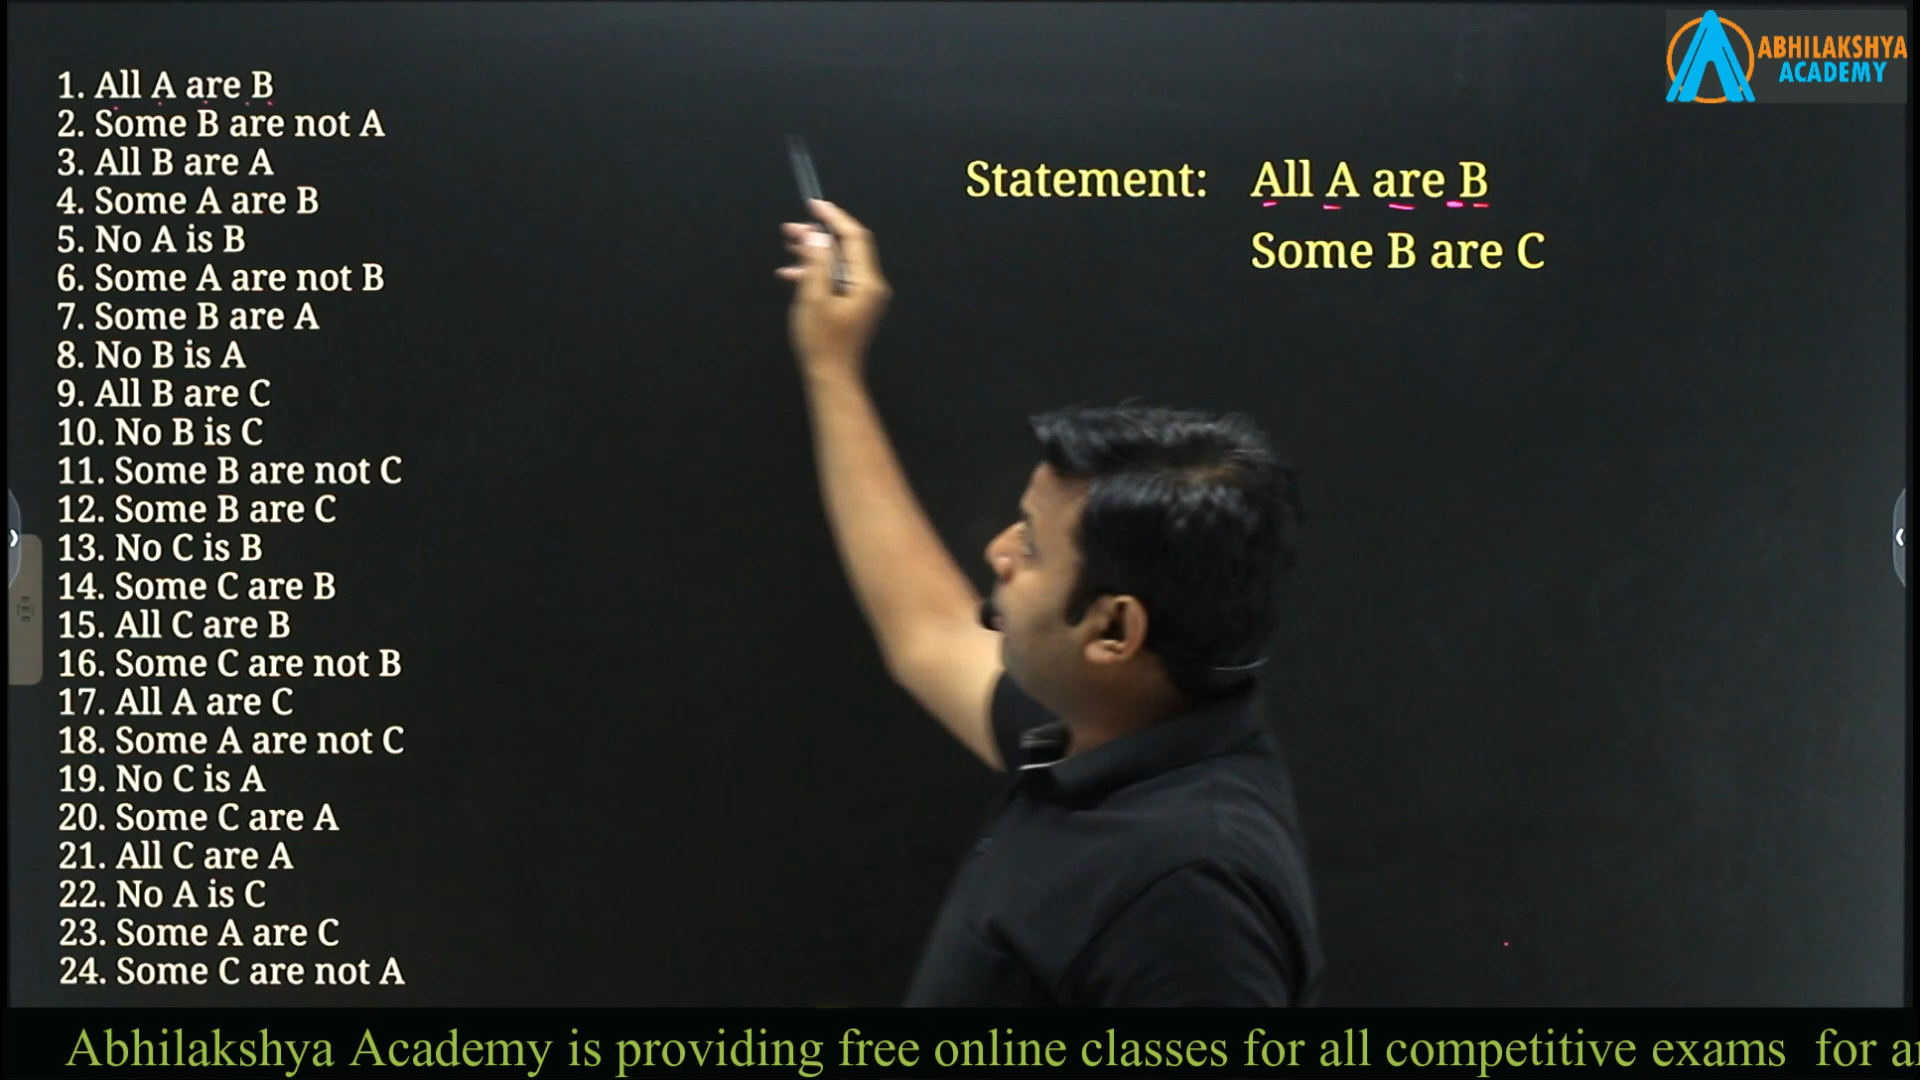 1. All A are B
2. Some B are not A
3. All B are A
4. Some A are B
5. No A is B
6. Some A are not B
7. Some B are A
8. No B is A
9. All B are C
10. No B is C
11. Some B are not C
12. Some B are C
13. No C is B
14. Some C are B
15. All C are B
16. Some C are not B
17. All A are C
18. Some A are not C
19. No C is A
20. Some C are A
21. All C are A
22. No A is C
23. Some A are C
24. Some C are not A
Statement: All A are B
Some B are C
ABHILAKSHYA
ACADEMY
Abhilakshya Academy is providing free online classes for all competitive exams for